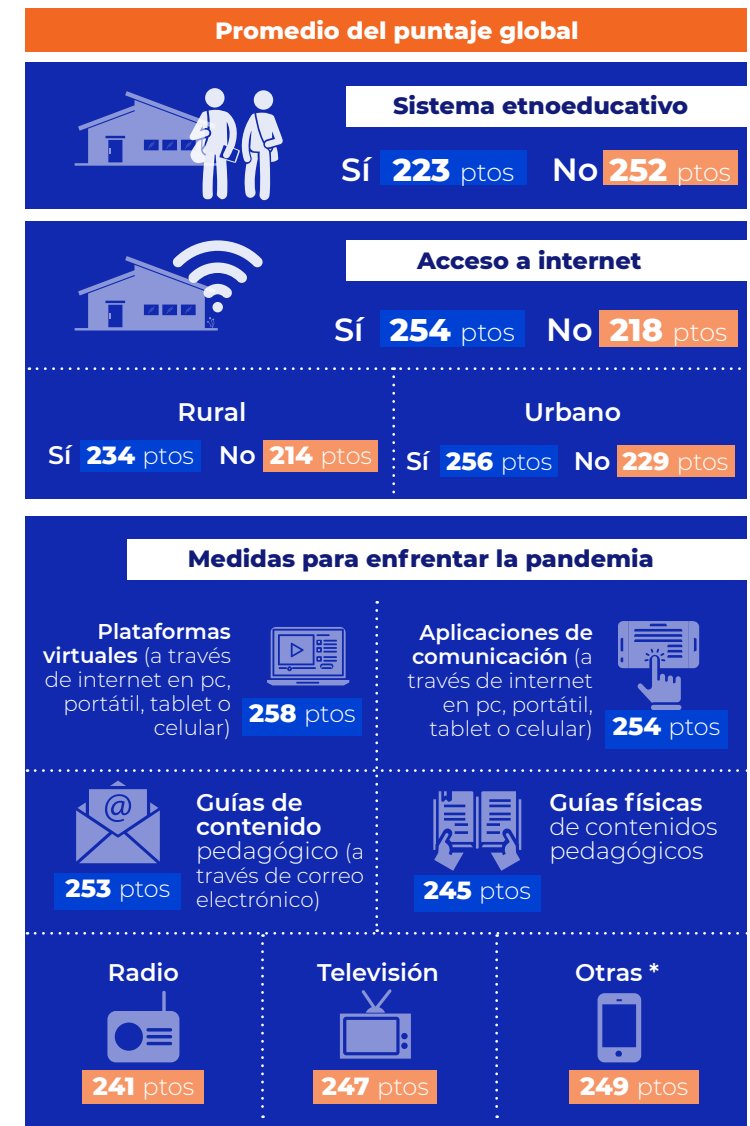 Promedio del puntaje global
Sistema etnoeducativo
Sí 223 ptos No 252 ptos
Acceso a internet
Sí 254 ptos No 218 ptos
Rural
Sí 234 ptos No 214 ptos
Urbano
Sí 256 ptos No 229 ptos
Medidas para enfrentar la pandemia
Plataformas
virtuales (a través
de internet en pc,
portátil, tablet o
celular)
258 ptos
Aplicaciones de
comunicación (a
través de internet
en pc, portátil,
tablet o celular)
254 ptos
@
Guías de
contenido
pedagógico (a
través de correo
electrónico)
253 ptos
Guías físicas
de contenidos
pedagógicos
245 ptos
Radio
241 ptos
Televisión
247 ptos
Otras *
249 ptos